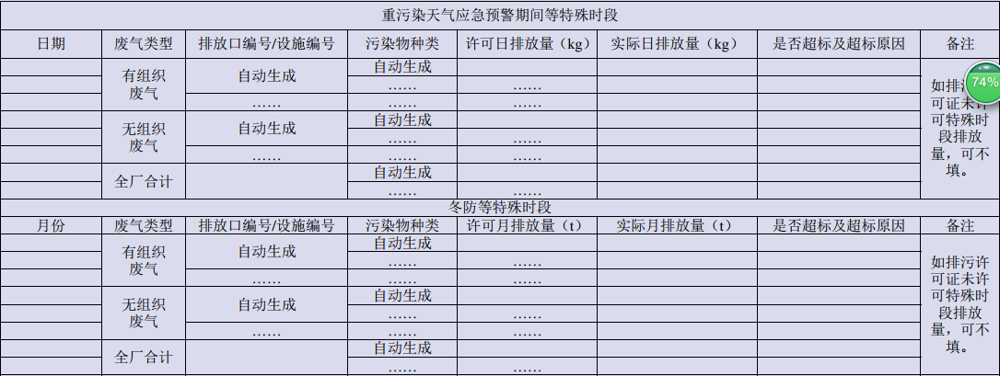 重污染天气应急预警期间等特殊时段
日期 废气类型 排放口编号/设施编号 污染物种类 许可日排放量（kg） 实际日排放量（kg） 是否超标及超标原因 备注
有组织
废气
自动生成
自动生成
…… ……
…… ……
无组织
废气
自动生成
自动生成
…… ……
…… ……
全厂合计
自动生成
…… ……
如排
74%
可证未许
可特殊时
段排放
量，可不
填。
冬防等特殊时段
月份 废气类型 排放口编号/设施编号 污染物种类 许可月排放量（t） 实际月排放量（t） 是否超标及超标原因 备注
有组织
废气
自动生成
自动生成
…… ……
…… ……
无组织
废气
自动生成
自动生成
…… ……
…… ……
全厂合计
自动生成
…… ……
如排污许
可证未许
可特殊时
段排放
量，可不
填。